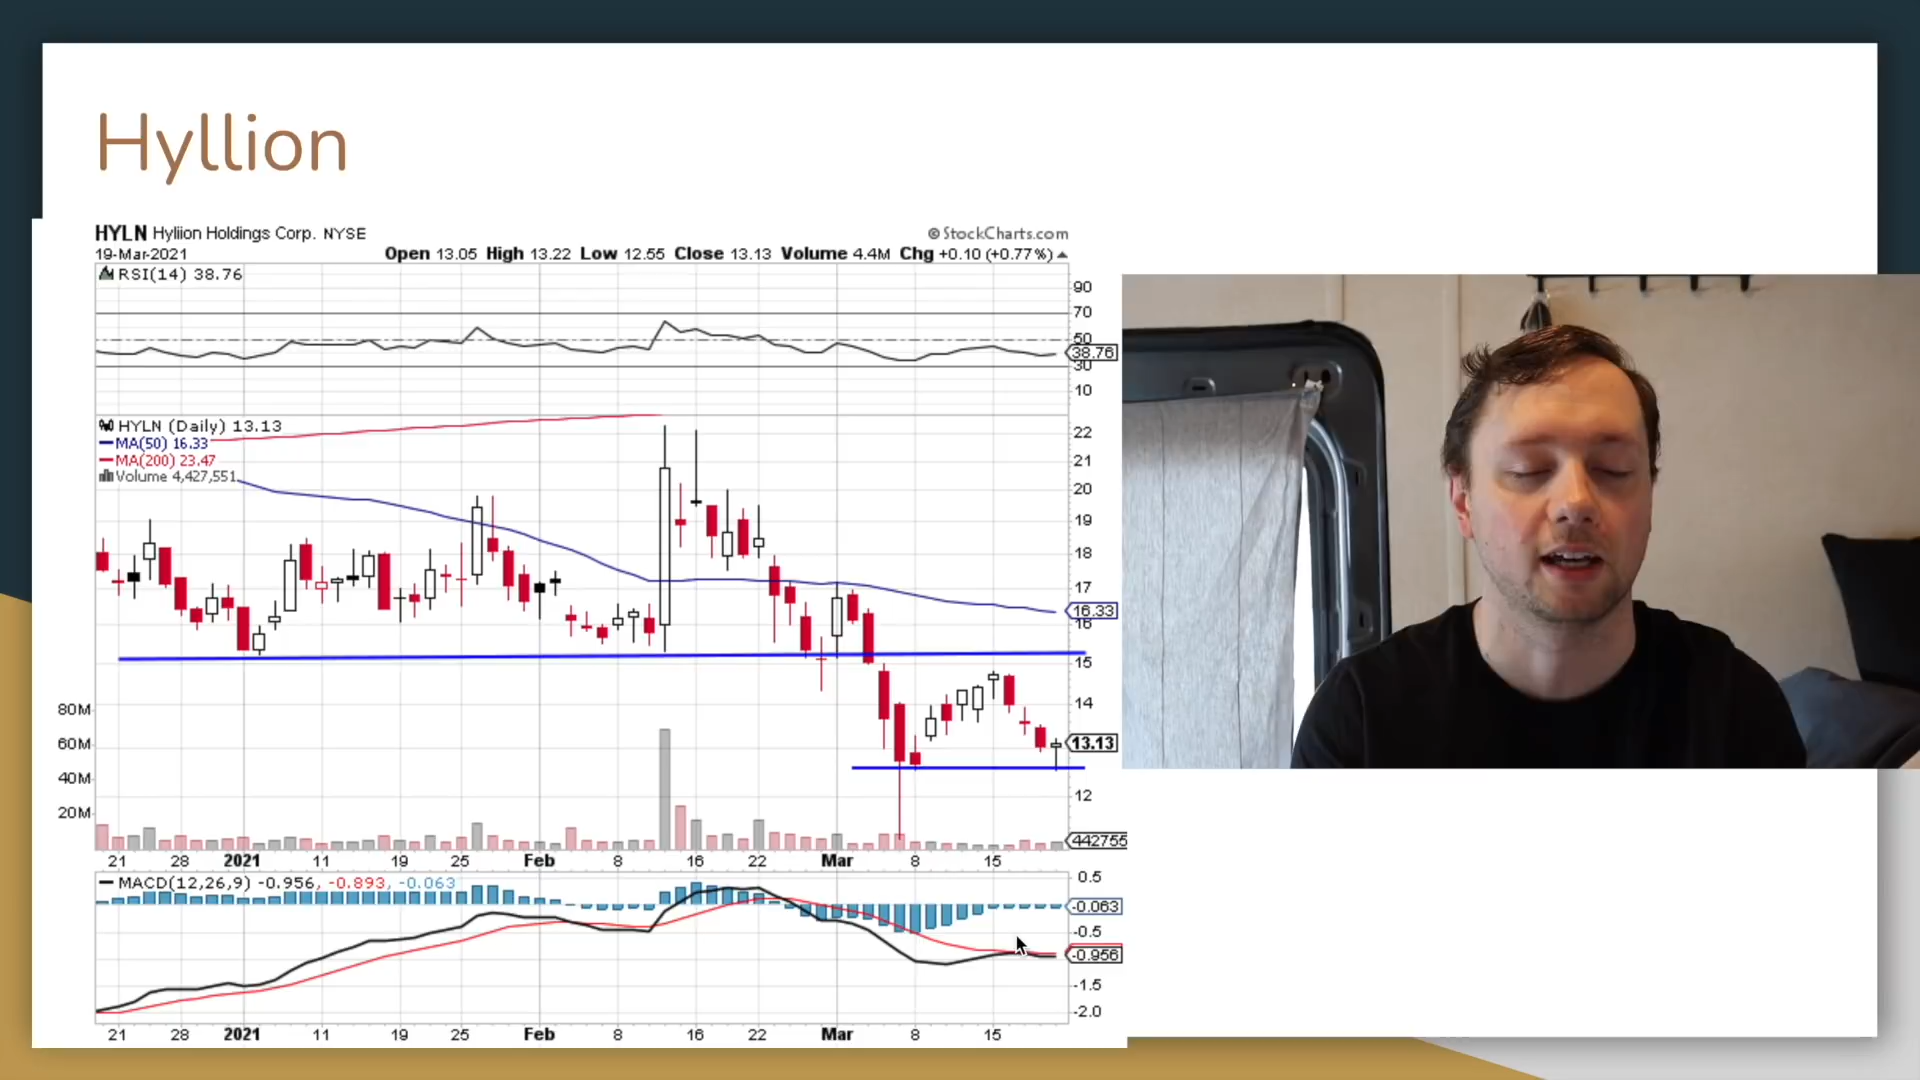 Hyllion
HYLN Hyliion Holdings Corp. NYSE
© StockCharts.com
19-Mar-2021
Open 13.05 High 13.22 Low 12.55 Close 13.13 Volume 4.4M Chg +0.10 (+0.77%)
RSI(14) 38.76
90
70
50
38.76
30
10
HYLN (Daily) 13.13
MA(50) 16.33
MA(200) 23.47
Volume 4,427,551
22
21
20
19
18
17
16.33
16
15
14
13.13
12
80M
60M
40M
20M
442755
21 28 2021 11 19 25 Feb 8 16 22 Mar 8 15
MACD(12,26,9) -0.956, -0.893, -0.063
0.5
-0.063
-0.5
-0.956
-1.5
-2.0
21 28 2021 11 19 25 Feb 8 16 22 Mar 8 15